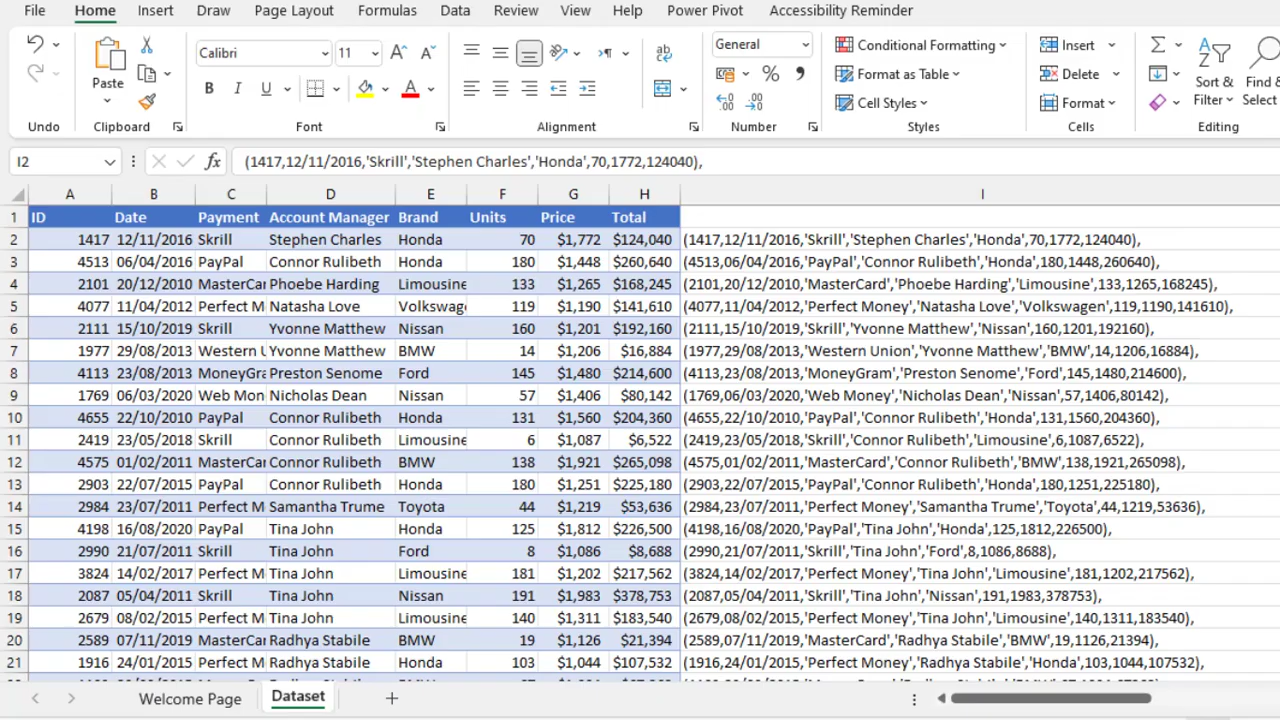 File Home Insert Draw Page Layout Formulas Data Review View Help Power Pivot Accessibility Reminder
Calibri 11 General Conditional Formatting Insert
Paste Format as Table Delete Sort & Find &
B I U A % Cell Styles Format Filter Select
Undo Clipboard Font Alignment Number Styles Cells Editing
I2 fx (1417,12/11/2016,'Skrill','Stephen Charles','Honda',70,1772,124040),
A B C D E F G H I
1 ID Date Payment Account Manager Brand Units Price Total
2 1417 12/11/2016 Skrill Stephen Charles Honda 70 $1,772 $124,040 (1417,12/11/2016,'Skrill','Stephen Charles','Honda',70,1772,124040),
3 4513 06/04/2016 PayPal Connor Rulibeth Honda 180 $1,448 $260,640 (4513,06/04/2016,'PayPal','Connor Rulibeth','Honda',180,1448,260640),
4 2101 20/12/2010 MasterCar Phoebe Harding Limousine 133 $1,265 $168,245 (2101,20/12/2010,'MasterCard','Phoebe Harding','Limousine',133,1265,168245),
5 4077 11/04/2012 Perfect M Natasha Love Volkswage 119 $1,190 $141,610 (4077,11/04/2012,'Perfect Money','Natasha Love','Volkswagen',119,1190,141610),
6 2111 15/10/2019 Skrill Yvonne Matthew Nissan 160 $1,201 $192,160 (2111,15/10/2019,'Skrill','Yvonne Matthew','Nissan',160,1201,192160),
7 1977 29/08/2013 Western U Yvonne Matthew BMW 14 $1,206 $16,884 (1977,29/08/2013,'Western Union','Yvonne Matthew','BMW',14,1206,16884),
8 4113 23/08/2013 MoneyGra Preston Senome Ford 145 $1,480 $214,600 (4113,23/08/2013,'MoneyGram','Preston Senome','Ford',145,1480,214600),
9 1769 06/03/2020 Web Mon Nicholas Dean Nissan 57 $1,406 $80,142 (1769,06/03/2020,'Web Money','Nicholas Dean','Nissan',57,1406,80142),
10 4655 22/10/2010 PayPal Connor Rulibeth Honda 131 $1,560 $204,360 (4655,22/10/2010,'PayPal','Connor Rulibeth','Honda',131,1560,204360),
11 2419 23/05/2018 Skrill Connor Rulibeth Limousine 6 $1,087 $6,522 (2419,23/05/2018,'Skrill','Connor Rulibeth','Limousine',6,1087,6522),
12 4575 01/02/2011 MasterCar Connor Rulibeth BMW 138 $1,921 $265,098 (4575,01/02/2011,'MasterCard','Connor Rulibeth','BMW',138,1921,265098),
13 2903 22/07/2015 PayPal Connor Rulibeth Honda 180 $1,251 $225,180 (2903,22/07/2015,'PayPal','Connor Rulibeth','Honda',180,1251,225180),
14 2984 23/07/2011 Perfect M Samantha Trume Toyota 44 $1,219 $53,636 (2984,23/07/2011,'Perfect Money','Samantha Trume','Toyota',44,1219,53636),
15 4198 16/08/2020 PayPal Tina John Honda 125 $1,812 $226,500 (4198,16/08/2020,'PayPal','Tina John','Honda',125,1812,226500),
16 2990 21/07/2011 Skrill Tina John Ford 8 $1,086 $8,688 (2990,21/07/2011,'Skrill','Tina John','Ford',8,1086,8688),
17 3824 14/02/2017 Perfect M Tina John Limousine 181 $1,202 $217,562 (3824,14/02/2017,'Perfect Money','Tina John','Limousine',181,1202,217562),
18 2087 05/04/2011 Skrill Tina John Nissan 191 $1,983 $378,753 (2087,05/04/2011,'Skrill','Tina John','Nissan',191,1983,378753),
19 2679 08/02/2015 Perfect M Tina John Limousine 140 $1,311 $183,540 (2679,08/02/2015,'Perfect Money','Tina John','Limousine',140,1311,183540),
20 2589 07/11/2019 MasterCar Radhya Stabile BMW 19 $1,126 $21,394 (2589,07/11/2019,'MasterCard','Radhya Stabile','BMW',19,1126,21394),
21 1916 24/01/2015 Perfect M Radhya Stabile Honda 103 $1,044 $107,532 (1916,24/01/2015,'Perfect Money','Radhya Stabile','Honda',103,1044,107532),
Welcome Page Dataset